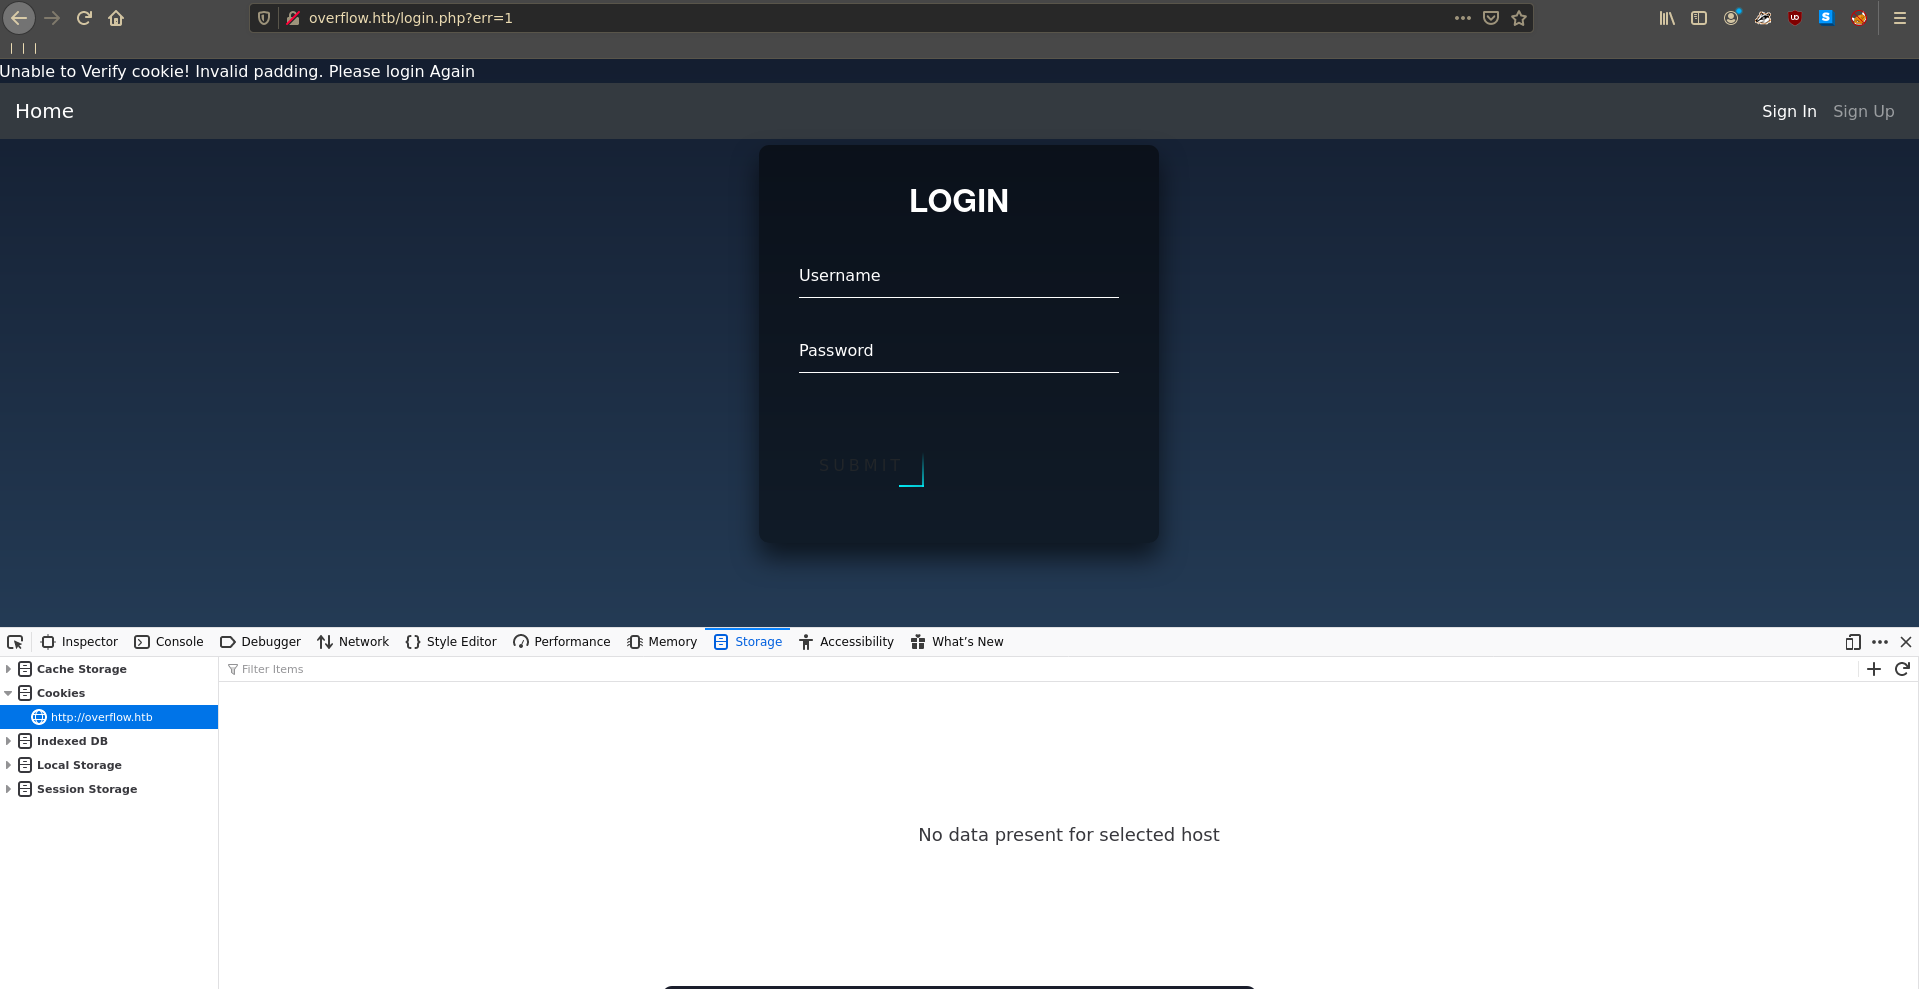 overflow.htb/login.php?err=1
Unable to Verify cookie! Invalid padding. Please login Again
Home
Sign In
Sign Up
LOGIN
Username
Password
SUBMIT
Inspector
Console
Debugger
Network
Style Editor
Performance
Memory
Storage
Accessibility
What's New
Cache Storage
Filter Items
Cookies
http://overflow.htb
Indexed DB
Local Storage
Session Storage
No data present for selected host